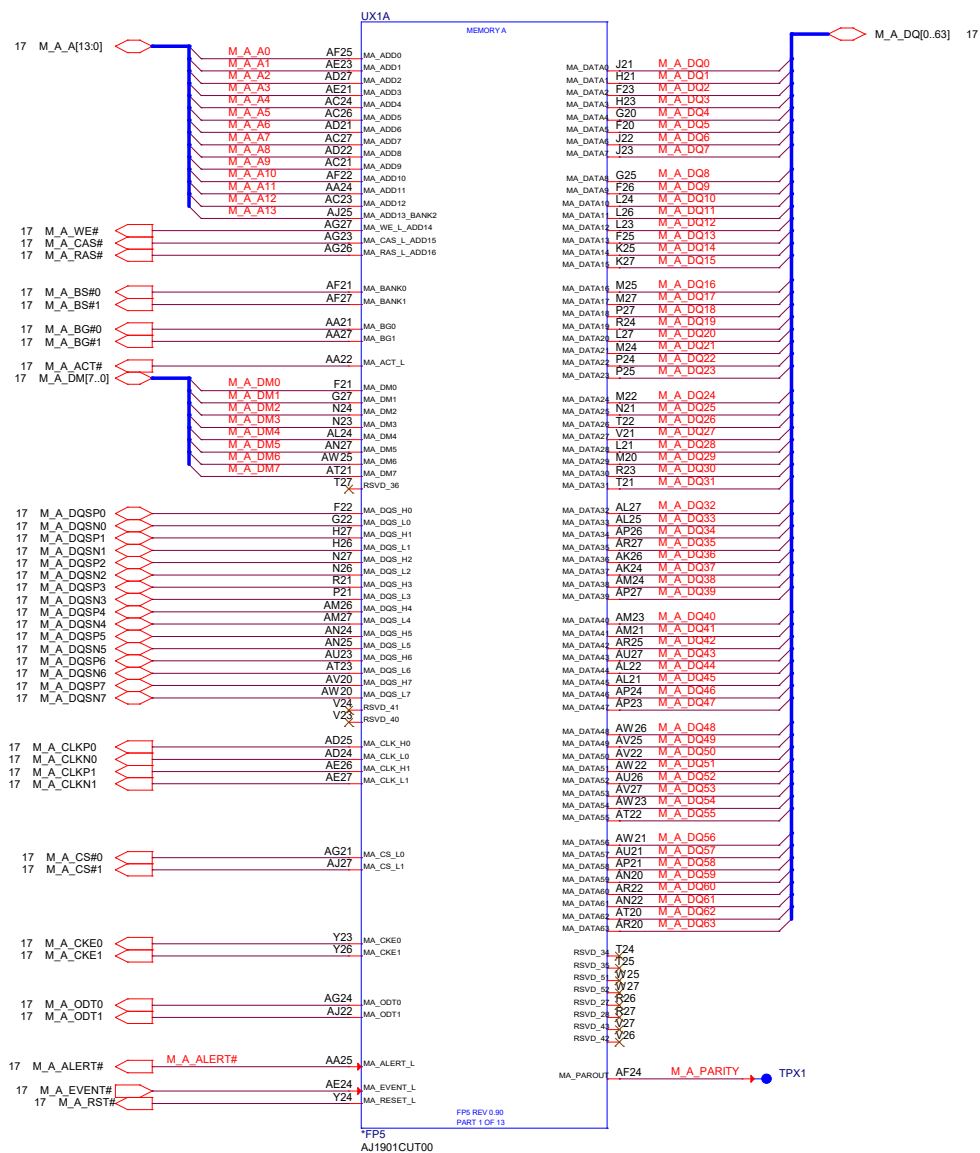 UX1A
MEMORY A
17 M_A_A[13:0]
M_A_A0 AF25 MA_ADD0
M_A_A1 AE23 MA_ADD1
M_A_A2 AD27 MA_ADD2
M_A_A3 AE21 MA_ADD3
M_A_A4 AC24 MA_ADD4
M_A_A5 AC26 MA_ADD5
M_A_A6 AD21 MA_ADD6
M_A_A7 AC27 MA_ADD7
M_A_A8 AD22 MA_ADD8
M_A_A9 AC21 MA_ADD9
M_A_A10 AF22 MA_ADD10
M_A_A11 AA24 MA_ADD11
M_A_A12 AC23 MA_ADD12
M_A_A13 AJ25 MA_ADD13_BANK2
17 M_A_WE# AG27 MA_WE_L_ADD14
17 M_A_CAS# AG23 MA_CAS_L_ADD15
17 M_A_RAS# AG26 MA_RAS_L_ADD16
17 M_A_BS#0 AF21 MA_BANK0
17 M_A_BS#1 AF27 MA_BANK1
17 M_A_BG#0 AA21 MA_BG0
17 M_A_BG#1 AA27 MA_BG1
17 M_A_ACT# AA22 MA_ACT_L
17 M_A_DM[7..0]
M_A_DM0 F21 MA_DM0
M_A_DM1 G27 MA_DM1
M_A_DM2 N24 MA_DM2
M_A_DM3 N23 MA_DM3
M_A_DM4 AL24 MA_DM4
M_A_DM5 AN27 MA_DM5
M_A_DM6 AW25 MA_DM6
M_A_DM7 AT21 MA_DM7
T27 RSVD_36
17 M_A_DQSP0 F22 MA_DQS_H0
17 M_A_DQSN0 G22 MA_DQS_L0
17 M_A_DQSP1 H27 MA_DQS_H1
17 M_A_DQSN1 H26 MA_DQS_L1
17 M_A_DQSP2 N27 MA_DQS_H2
17 M_A_DQSN2 N26 MA_DQS_L2
17 M_A_DQSP3 R21 MA_DQS_H3
17 M_A_DQSN3 P21 MA_DQS_L3
17 M_A_DQSP4 AM26 MA_DQS_H4
17 M_A_DQSN4 AM27 MA_DQS_L4
17 M_A_DQSP5 AN24 MA_DQS_H5
17 M_A_DQSN5 AN25 MA_DQS_L5
17 M_A_DQSP6 AU23 MA_DQS_H6
17 M_A_DQSN6 AT23 MA_DQS_L6
17 M_A_DQSP7 AV20 MA_DQS_H7
17 M_A_DQSN7 AW20 MA_DQS_L7
V24 RSVD_41
V23 RSVD_40
17 M_A_CLKP0 AD25 MA_CLK_H0
17 M_A_CLKN0 AD24 MA_CLK_L0
17 M_A_CLKP1 AE26 MA_CLK_H1
17 M_A_CLKN1 AE27 MA_CLK_L1
17 M_A_CS#0 AG21 MA_CS_L0
17 M_A_CS#1 AJ27 MA_CS_L1
17 M_A_CKE0 Y23 MA_CKE0
17 M_A_CKE1 Y26 MA_CKE1
17 M_A_ODT0 AG24 MA_ODT0
17 M_A_ODT1 AJ22 MA_ODT1
17 M_A_ALERT# M_A_ALERT# AA25 MA_ALERT_L
17 M_A_EVENT# AE24 MA_EVENT_L
17 M_A_RST# Y24 MA_RESET_L
M_A_DQ[0..63] 17
MA_DATA0 J21 M_A_DQ0
MA_DATA1 H21 M_A_DQ1
MA_DATA2 F23 M_A_DQ2
MA_DATA3 H23 M_A_DQ3
MA_DATA4 G20 M_A_DQ4
MA_DATA5 F20 M_A_DQ5
MA_DATA6 J22 M_A_DQ6
MA_DATA7 J23 M_A_DQ7
MA_DATA8 G25 M_A_DQ8
MA_DATA9 F26 M_A_DQ9
MA_DATA10 L24 M_A_DQ10
MA_DATA11 L26 M_A_DQ11
MA_DATA12 L23 M_A_DQ12
MA_DATA13 F25 M_A_DQ13
MA_DATA14 K25 M_A_DQ14
MA_DATA15 K27 M_A_DQ15
MA_DATA16 M25 M_A_DQ16
MA_DATA17 M27 M_A_DQ17
MA_DATA18 P27 M_A_DQ18
MA_DATA19 R24 M_A_DQ19
MA_DATA20 L27 M_A_DQ20
MA_DATA21 M24 M_A_DQ21
MA_DATA22 P24 M_A_DQ22
MA_DATA23 P25 M_A_DQ23
MA_DATA24 M22 M_A_DQ24
MA_DATA25 N21 M_A_DQ25
MA_DATA26 T22 M_A_DQ26
MA_DATA27 V21 M_A_DQ27
MA_DATA28 L21 M_A_DQ28
MA_DATA29 M20 M_A_DQ29
MA_DATA30 R23 M_A_DQ30
MA_DATA31 T21 M_A_DQ31
MA_DATA32 AL27 M_A_DQ32
MA_DATA33 AL25 M_A_DQ33
MA_DATA34 AP26 M_A_DQ34
MA_DATA35 AR27 M_A_DQ35
MA_DATA36 AK26 M_A_DQ36
MA_DATA37 AK24 M_A_DQ37
MA_DATA38 AM24 M_A_DQ38
MA_DATA39 AP27 M_A_DQ39
MA_DATA40 AM23 M_A_DQ40
MA_DATA41 AM21 M_A_DQ41
MA_DATA42 AR25 M_A_DQ42
MA_DATA43 AU27 M_A_DQ43
MA_DATA44 AL22 M_A_DQ44
MA_DATA45 AL21 M_A_DQ45
MA_DATA46 AP24 M_A_DQ46
MA_DATA47 AP23 M_A_DQ47
MA_DATA48 AW26 M_A_DQ48
MA_DATA49 AV25 M_A_DQ49
MA_DATA50 AV22 M_A_DQ50
MA_DATA51 AW22 M_A_DQ51
MA_DATA52 AU26 M_A_DQ52
MA_DATA53 AV27 M_A_DQ53
MA_DATA54 AW23 M_A_DQ54
MA_DATA55 AT22 M_A_DQ55
MA_DATA56 AW21 M_A_DQ56
MA_DATA57 AU21 M_A_DQ57
MA_DATA58 AP21 M_A_DQ58
MA_DATA59 AN20 M_A_DQ59
MA_DATA60 AR22 M_A_DQ60
MA_DATA61 AN22 M_A_DQ61
MA_DATA62 AT20 M_A_DQ62
MA_DATA63 AR20 M_A_DQ63
RSVD_34 T24
RSVD_35 T25
RSVD_51 W25
RSVD_52 W27
RSVD_27 R26
RSVD_28 R27
RSVD_43 V27
RSVD_42 V26
MA_PAROUT AF24 M_A_PARITY TPX1
FP5 REV 0.90
PART 1 OF 13
*FP5
AJ1901CUT00